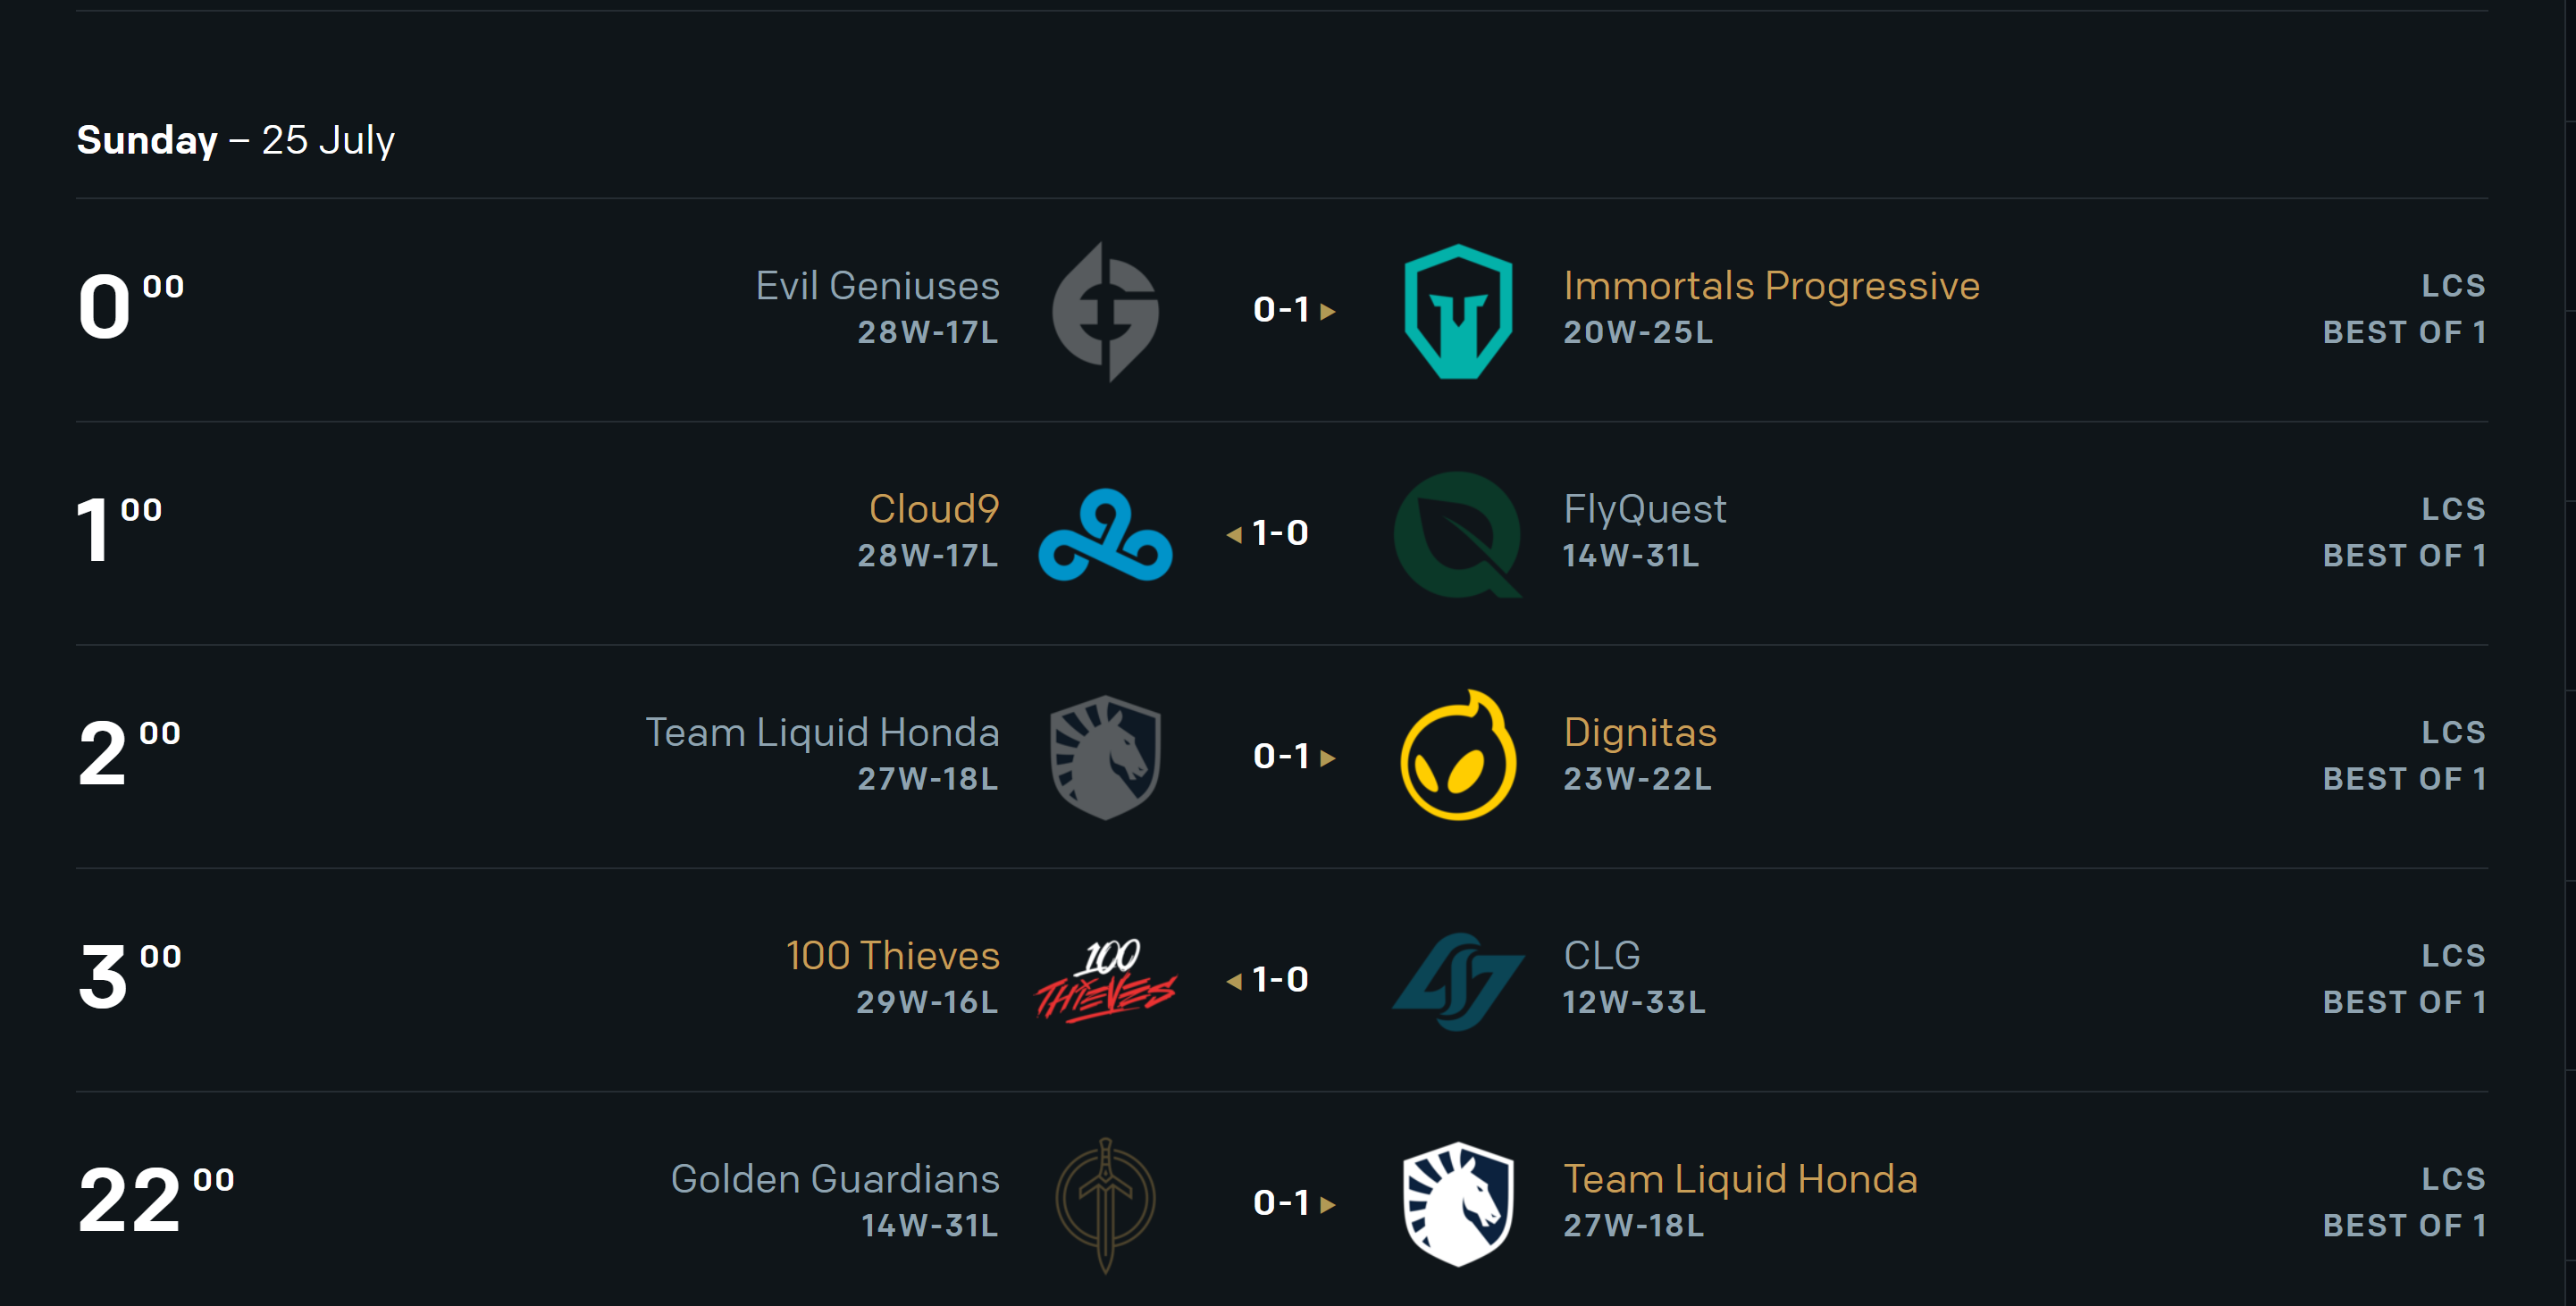 Sunday – 25 July
0 00
Evil Geniuses
28W-17L
0-1
Immortals Progressive
20W-25L
LCS
BEST OF 1
1 00
Cloud9
28W-17L
1-0
FlyQuest
14W-31L
LCS
BEST OF 1
2 00
Team Liquid Honda
27W-18L
0-1
Dignitas
23W-22L
LCS
BEST OF 1
3 00
100 Thieves
29W-16L
100
THIEVES
1-0
CLG
12W-33L
LCS
BEST OF 1
22 00
Golden Guardians
14W-31L
0-1
Team Liquid Honda
27W-18L
LCS
BEST OF 1